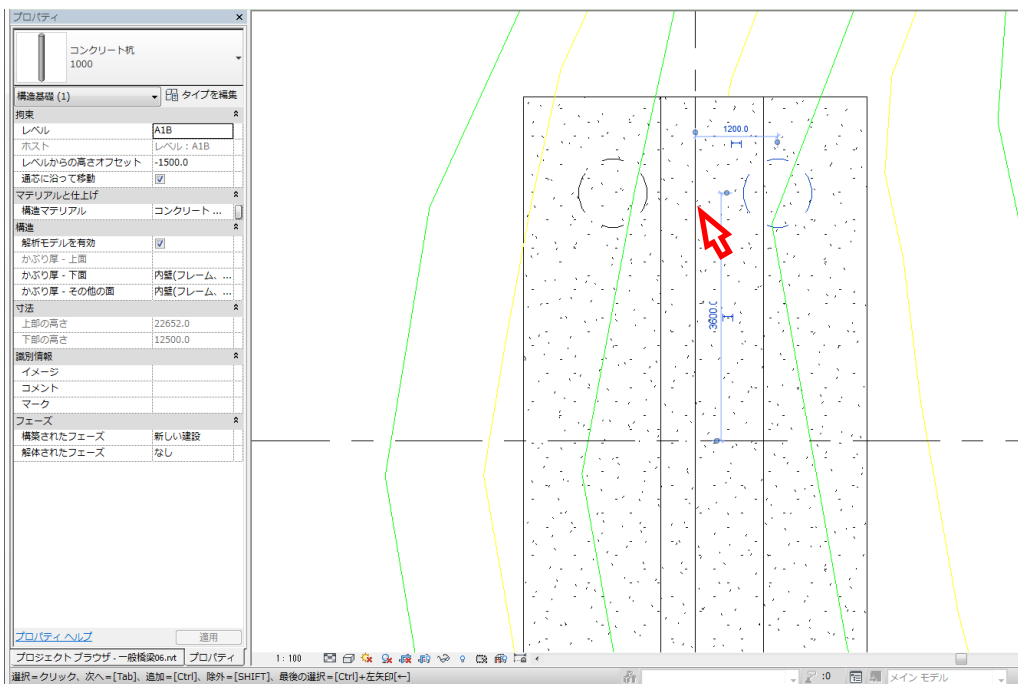 プロパティ ×
コンクリート杭
1000
構造基礎 (1) タイプを編集
拘束
レベル A1B
ホスト レベル : A1B
レベルからの高さオフセット -1500.0
通芯に沿って移動
マテリアルと仕上げ
構造マテリアル コンクリート ...
構造
解析モデルを有効
かぶり厚 - 上面
かぶり厚 - 下面 内壁(フレーム、...
かぶり厚 - その他の面 内壁(フレーム、...
寸法
上部の高さ 22652.0
下部の高さ 12500.0
識別情報
イメージ
コメント
マーク
フェーズ
構築されたフェーズ 新しい建設
解体されたフェーズ なし
プロパティ ヘルプ 適用
プロジェクト ブラウザ - 一般橋梁06.rvt プロパティ
1200.0
3600.0
1 : 100
選択=クリック、次へ=[Tab]、追加=[Ctrl]、除外=[SHIFT]、最後の選択=[Ctrl]+左矢印[←]
:0 メイン モデル